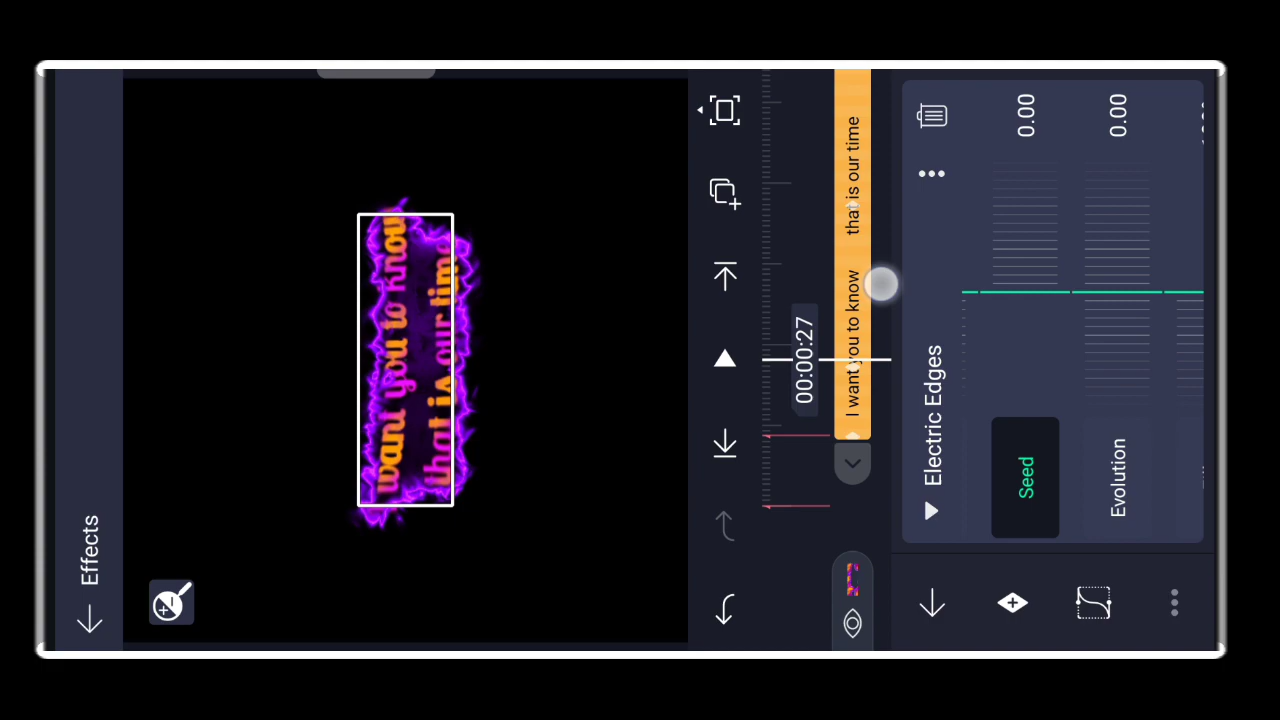 Effects
want you to know
that is our time
00:00:27
I want you to know that is our time
Electric Edges
Seed 0.00
Evolution 0.00